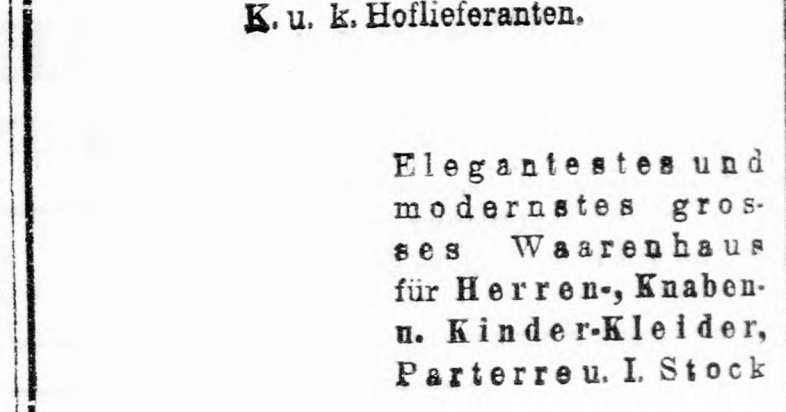 K. u. k. Hoflieferanten.
Elegantestes und
modernstes gros-
ses Waarenhaus
für Herren-, Knaben-
u. Kinder-Kleider,
Parterre u. I. Stock